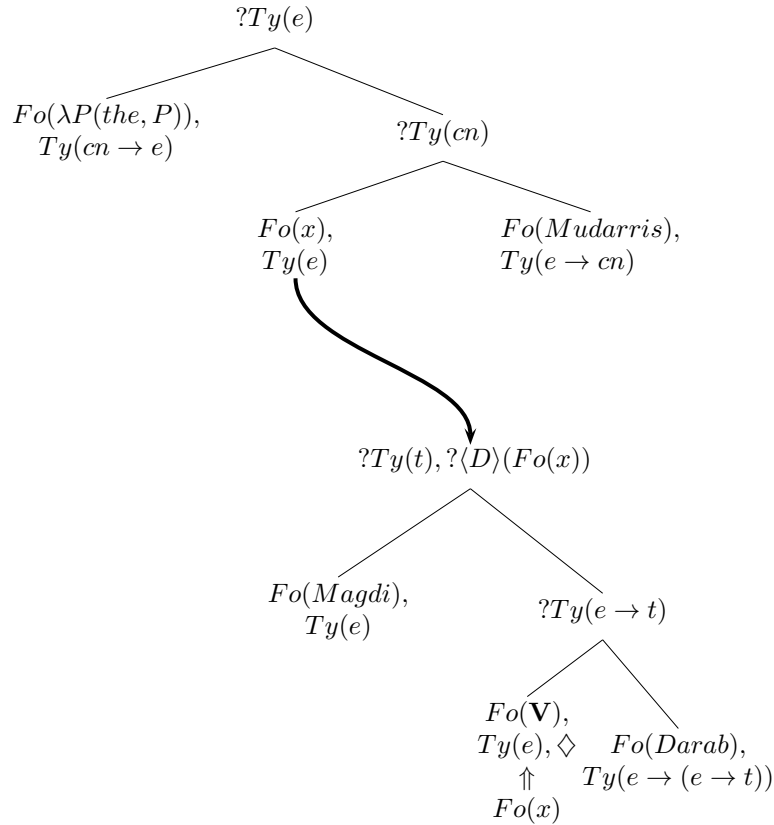 ?Ty(e)
Fo(λP(the, P)),
Ty(cn → e)
?Ty(cn)
Fo(x),
Ty(e)
Fo(Mudarris),
Ty(e → cn)
?Ty(t), ?⟨D⟩(Fo(x))
Fo(Magdi),
Ty(e)
?Ty(e → t)
Fo(V),
Ty(e), ♢
⇑
Fo(x)
Fo(Darab),
Ty(e → (e → t))